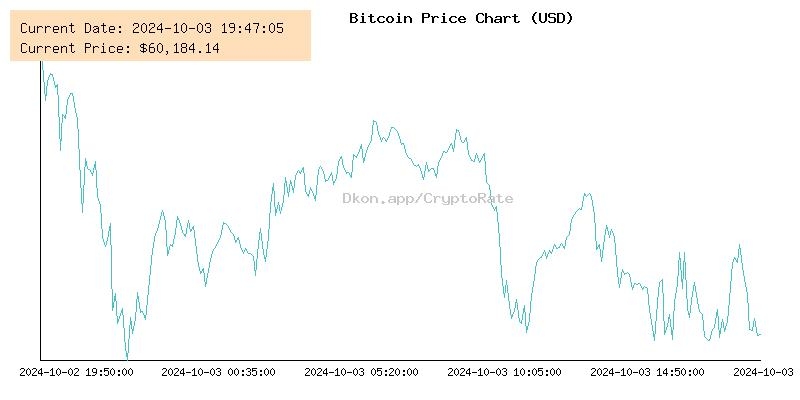 Bitcoin Price Chart (USD)
Current Date: 2024-10-03 19:47:05
Current Price: $60,184.14
Dkon.app/CryptoRate
2024-10-02 19:50:00 2024-10-03 00:35:00 2024-10-03 05:20:00 2024-10-03 10:05:00 2024-10-03 14:50:00 2024-10-03